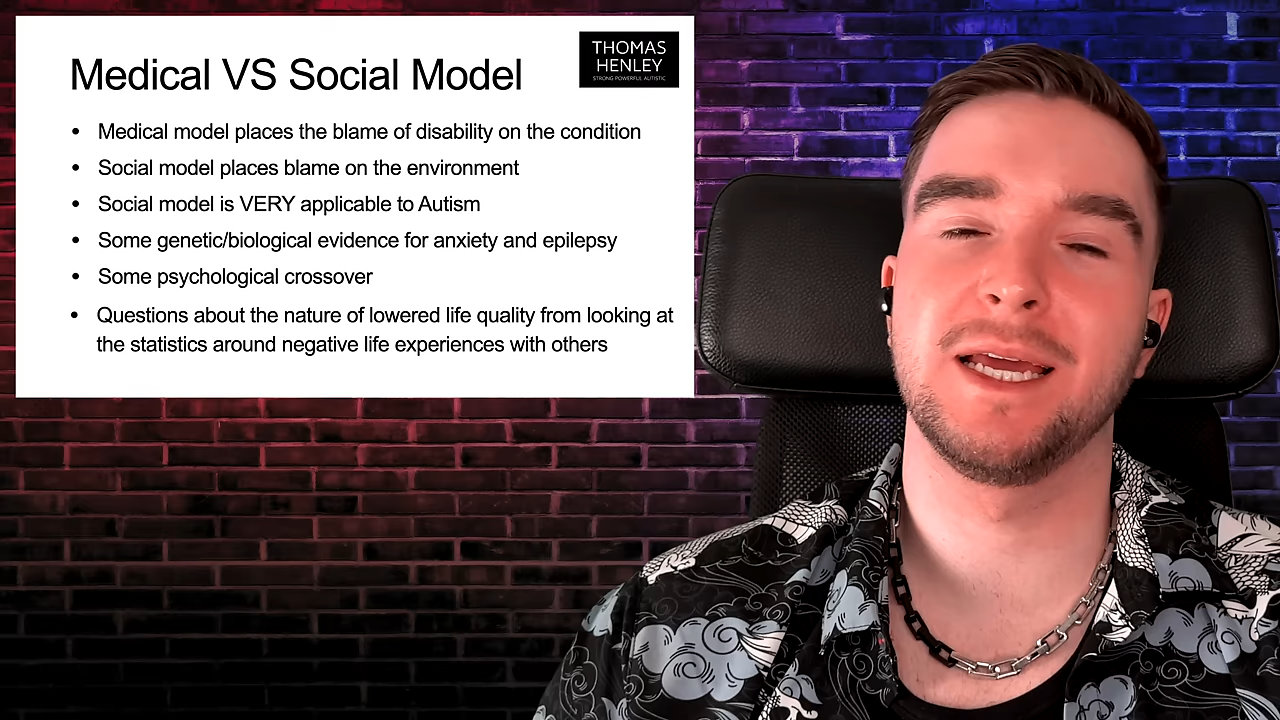 THOMAS
HENLEY
STRONG POWERFUL AUTISTIC
Medical VS Social Model
• Medical model places the blame of disability on the condition
• Social model places blame on the environment
• Social model is VERY applicable to Autism
• Some genetic/biological evidence for anxiety and epilepsy
• Some psychological crossover
• Questions about the nature of lowered life quality from looking at
the statistics around negative life experiences with others